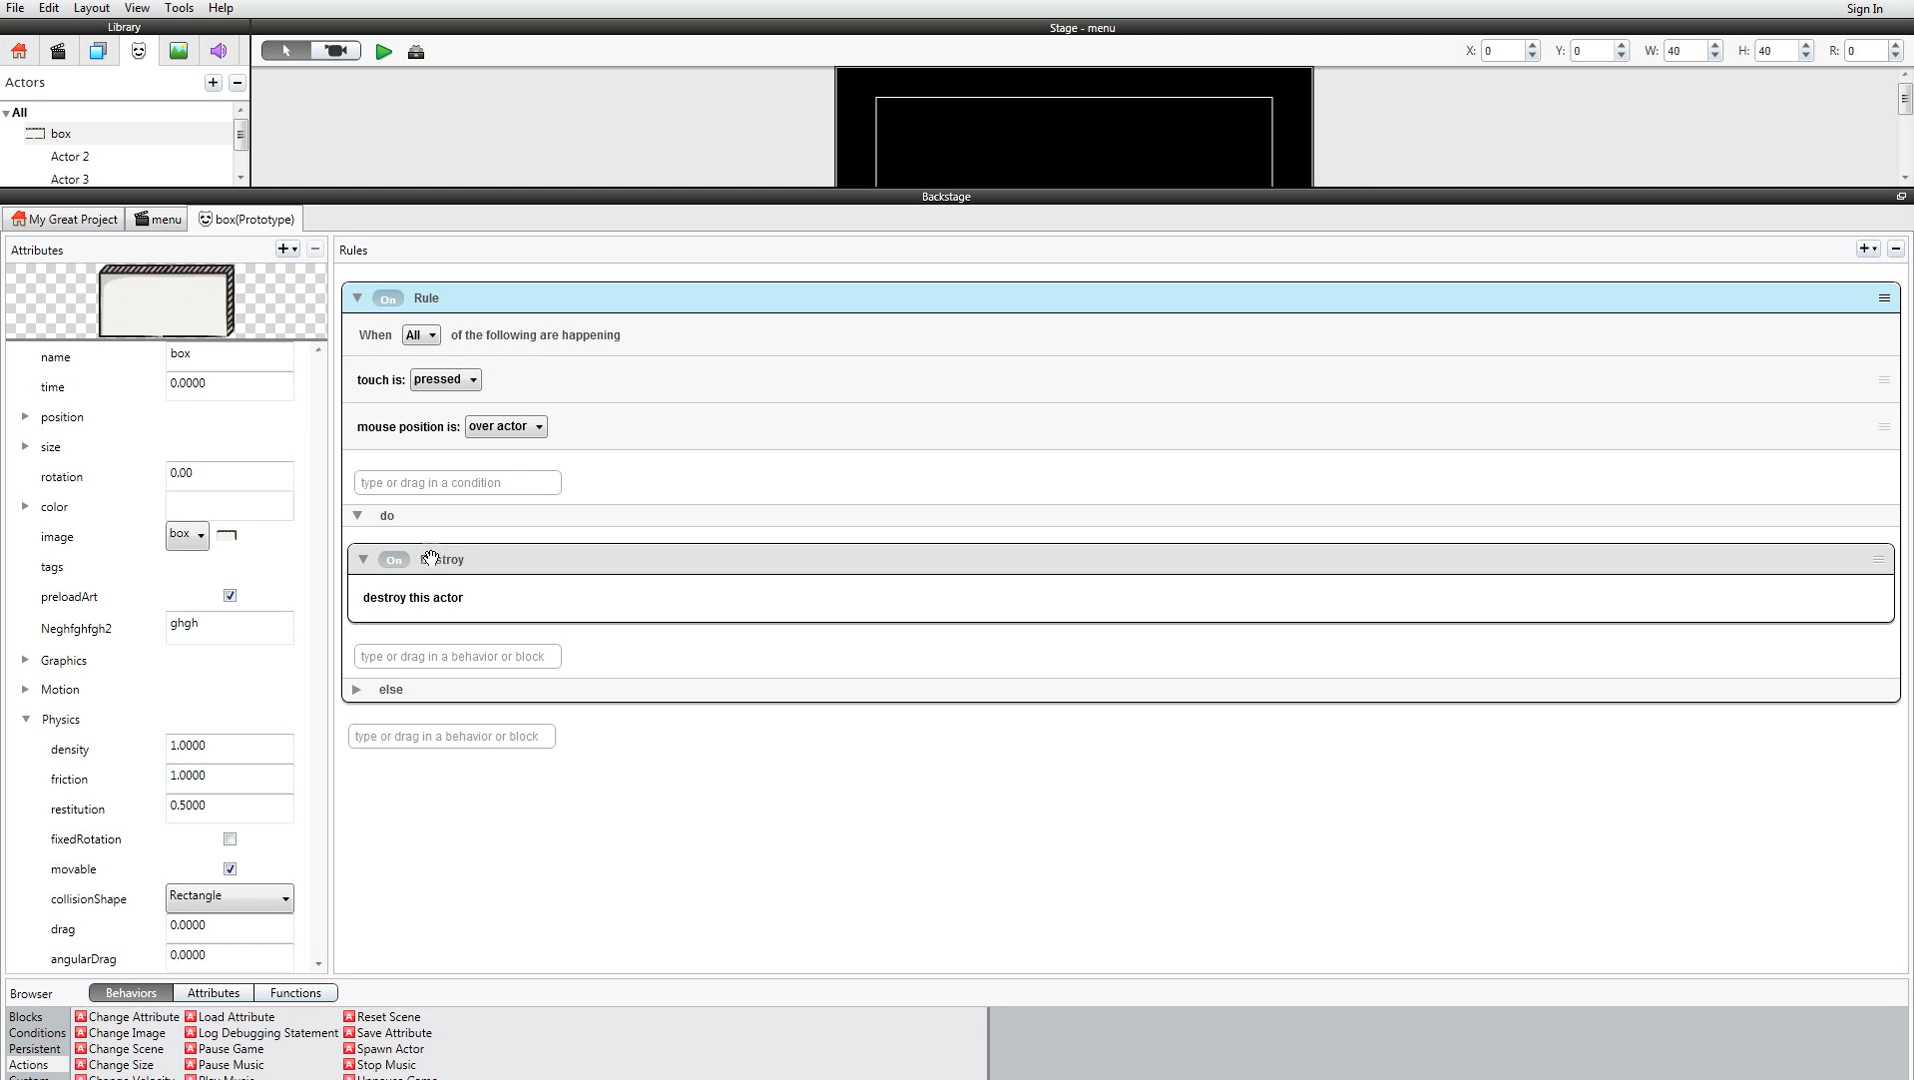 File Edit Layout View Tools Help Sign In
Library Stage - menu
X: 0 Y: 0 W: 40 H: 40 R: 0
Actors
All
box
Actor 2
Actor 3
Backstage
My Great Project menu box(Prototype)
Attributes
Rules
On Rule
When All of the following are happening
touch is: pressed
mouse position is: over actor
type or drag in a condition
do
On
destroy this actor
type or drag in a behavior or block
else
type or drag in a behavior or block
name box
time 0.0000
position
size
rotation 0.00
color
image box
tags
preloadArt
Neghfghfgh2 ghgh
Graphics
Motion
Physics
density 1.0000
friction 1.0000
restitution 0.5000
fixedRotation
movable
collisionShape Rectangle
drag 0.0000
angularDrag 0.0000
Browser Behaviors Attributes Functions
Blocks Change Attribute Load Attribute Reset Scene
Conditions Change Image Log Debugging Statement Save Attribute
Persistent Change Scene Pause Game Spawn Actor
Actions Change Size Pause Music Stop Music